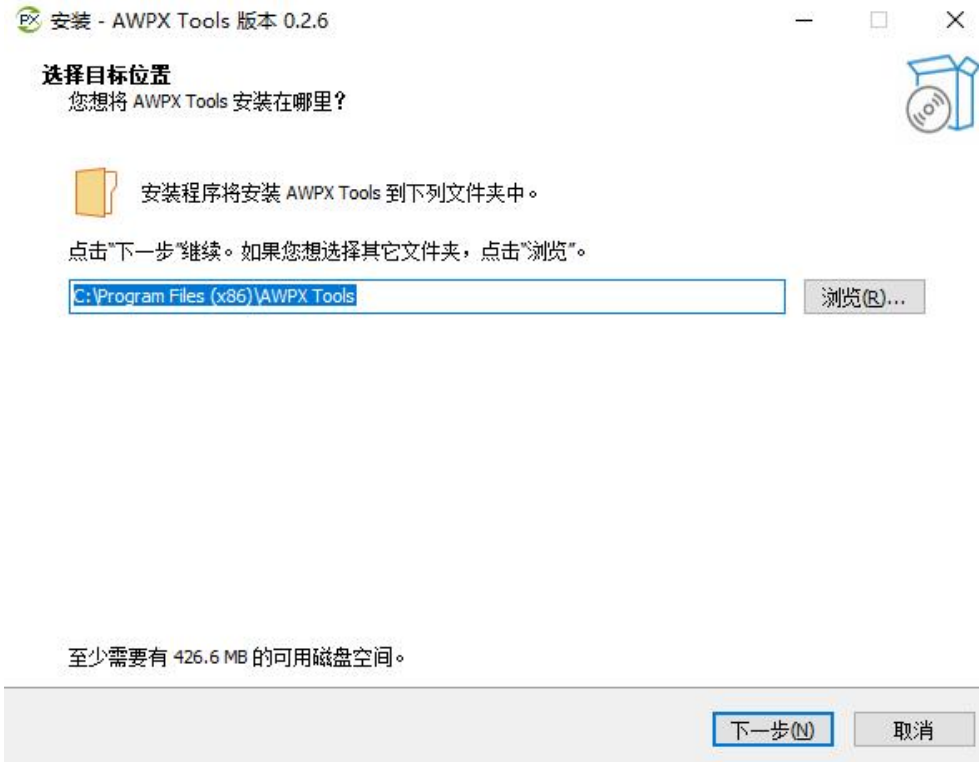 PX 安装 - AWPX Tools 版本 0.2.6
选择目标位置
您想将 AWPX Tools 安装在哪里？
安装程序将安装 AWPX Tools 到下列文件夹中。
点击"下一步"继续。如果您想选择其它文件夹，点击"浏览"。
C:\Program Files (x86)\AWPX Tools
浏览(R)...
至少需要有 426.6 MB 的可用磁盘空间。
下一步(N)
取消